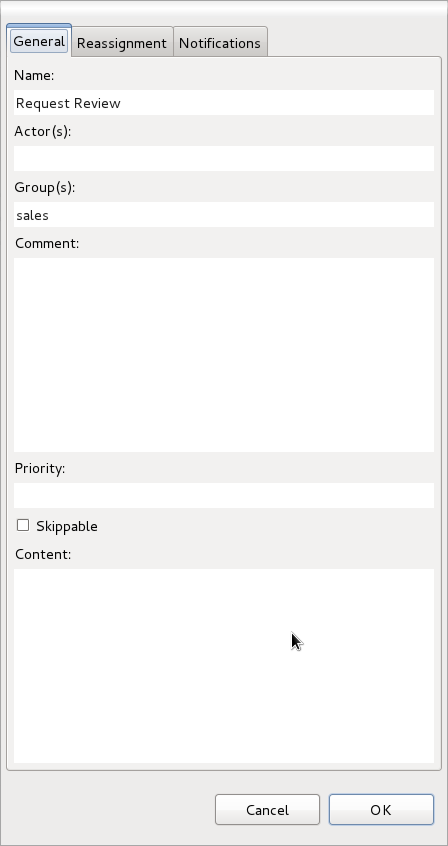 General Reassignment Notifications
Name:
Request Review
Actor(s):
Group(s):
sales
Comment:
Priority:
Skippable
Content:
Cancel OK